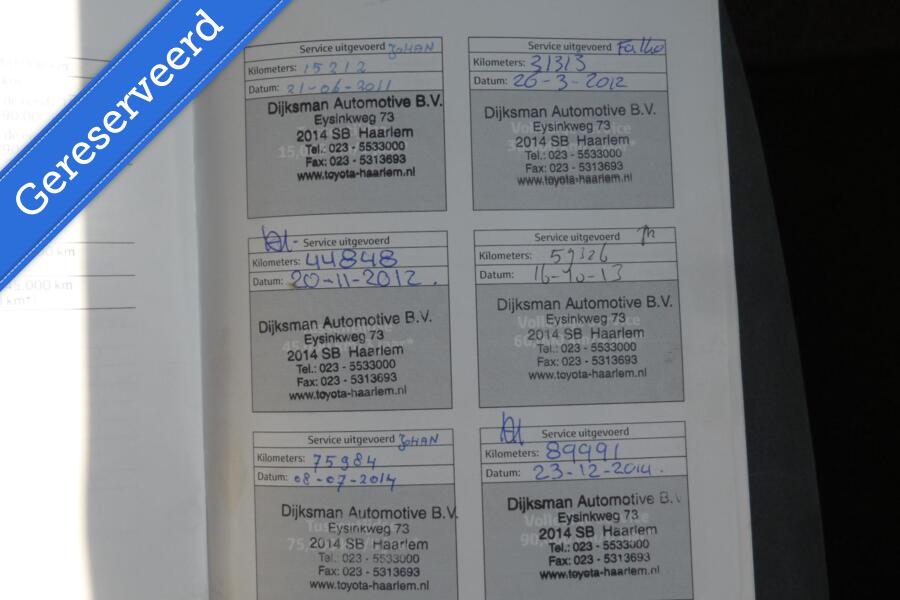 Gereserveerd
Service uitgevoerd JOHAN
Kilometers: 15212
Datum: 21-06-2011
Dijksman Automotive B.V.
Eysinkweg 73
2014 SB Haarlem
Tel.: 023 - 5533000
Fax: 023 - 5313693
www.toyota-haarlem.nl
Service uitgevoerd
Kilometers: 31313
Datum: 26-3-2012
Dijksman Automotive B.V.
Eysinkweg 73
2014 SB Haarlem
Tel.: 023 - 5533000
Fax: 023 - 5313693
www.toyota-haarlem.nl
Service uitgevoerd
Kilometers: 44848
Datum: 20-11-2012.
Dijksman Automotive B.V.
Eysinkweg 73
2014 SB Haarlem
Tel.: 023 - 5533000
Fax: 023 - 5313693
www.toyota-haarlem.nl
Service uitgevoerd
Kilometers:
Datum: 16-10-13
Dijksman Automotive B.V.
Eysinkweg 73
2014 SB Haarlem
Tel.: 023 - 5533000
Fax: 023 - 5313693
www.toyota-haarlem.nl
Service uitgevoerd JOHAN
Kilometers: 75984
Datum: 08-07-2014
Dijksman Automotive B.V.
Eysinkweg 73
2014 SB Haarlem
Tel.: 023 - 5533000
Fax: 023 - 5313693
www.toyota-haarlem.nl
Service uitgevoerd
Kilometers: 89991
Datum: 23-12-2014.
Dijksman Automotive B.V.
Eysinkweg 73
2014 SB Haarlem
Tel.: 023 - 5533000
Fax: 023 - 5313693
www.toyota-haarlem.nl